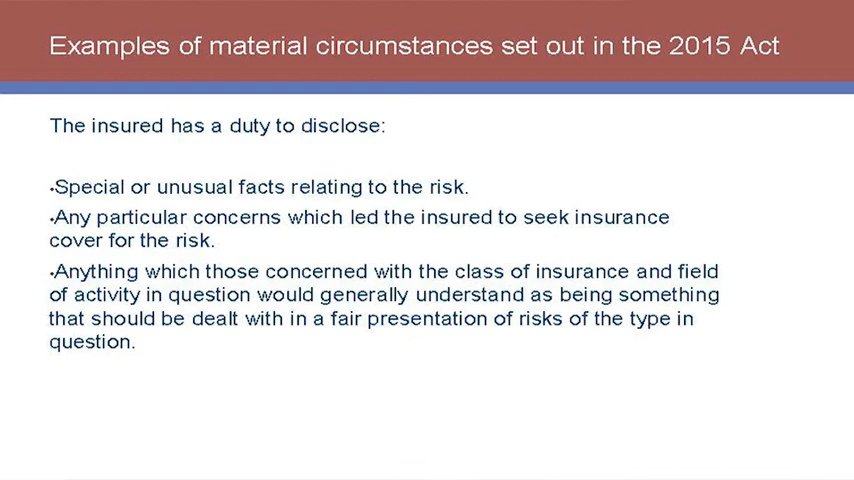 Examples of material circumstances set out in the 2015 Act
The insured has a duty to disclose:
•Special or unusual facts relating to the risk.
•Any particular concerns which led the insured to seek insurance
cover for the risk.
•Anything which those concerned with the class of insurance and field
of activity in question would generally understand as being something
that should be dealt with in a fair presentation of risks of the type in
question.